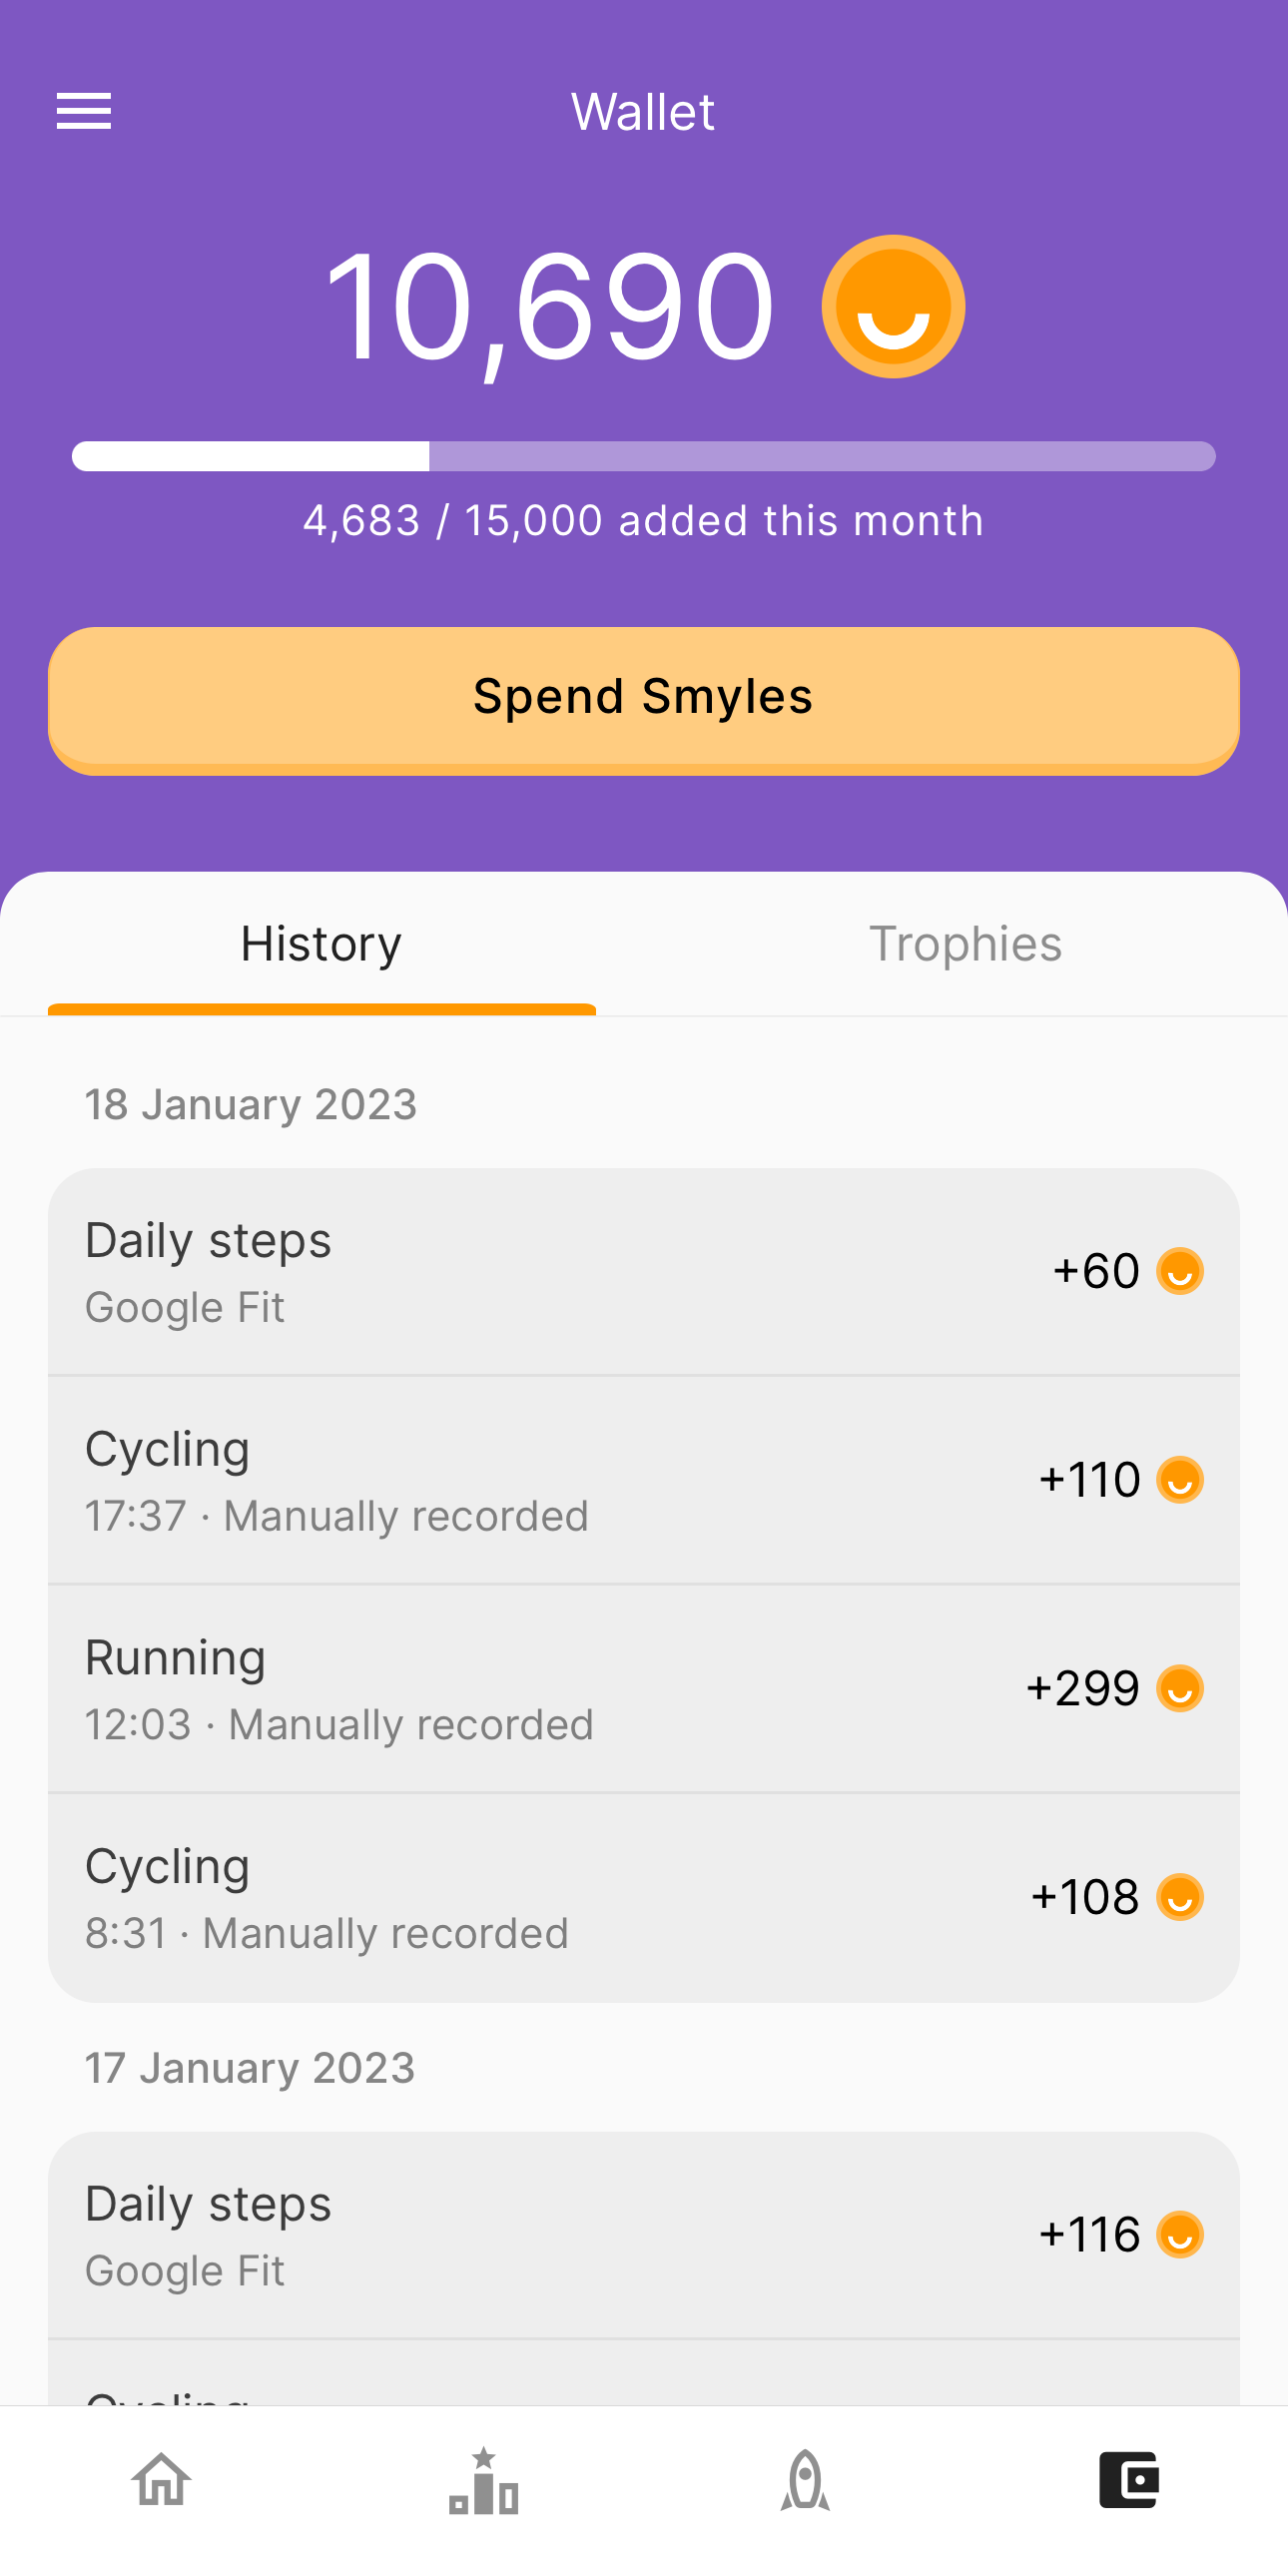 Wallet
10,690
4,683 / 15,000 added this month
Spend Smyles
History
Trophies
18 January 2023
Daily steps
Google Fit
+60
Cycling
17:37 · Manually recorded
+110
Running
12:03 · Manually recorded
+299
Cycling
8:31 · Manually recorded
+108
17 January 2023
Daily steps
Google Fit
+116
Cycling